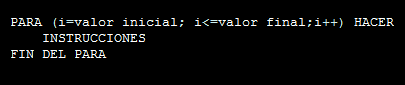 PARA (i=valor inicial; i<=valor final;i++) HACER
INSTRUCCIONES
FIN DEL PARA